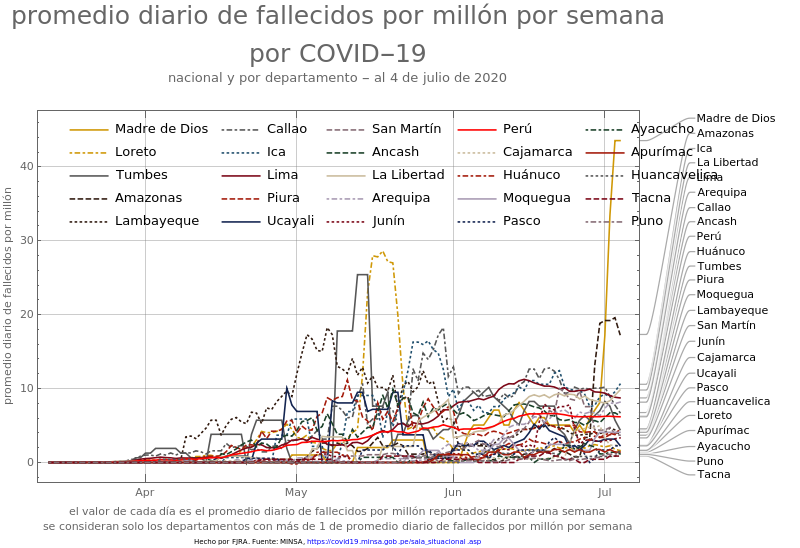 promedio diario de fallecidos por millón por semana
por COVID−19
nacional y por departamento − al 4 de julio de 2020
promedio diario de fallecidos por millón
Madre de Dios
Callao
San Martín
Perú
Ayacucho
Loreto
Ica
Ancash
Cajamarca
Apurímac
Tumbes
Lima
La Libertad
Huánuco
Huancavelica
Amazonas
Piura
Arequipa
Moquegua
Tacna
Lambayeque
Ucayali
Junín
Pasco
Puno
40
30
20
10
0
Apr
May
Jun
Jul
Madre de Dios
Amazonas
Ica
La Libertad
Lima
Arequipa
Callao
Ancash
Perú
Huánuco
Tumbes
Piura
Moquegua
Lambayeque
San Martín
Junín
Cajamarca
Ucayali
Pasco
Huancavelica
Loreto
Apurímac
Ayacucho
Puno
Tacna
el valor de cada día es el promedio diario de fallecidos por millón reportados durante una semana
se consideran solo los departamentos con más de 1 de promedio diario de fallecidos por millón por semana
Hecho por FJRA. Fuente: MINSA, https://covid19.minsa.gob.pe/sala_situacional.asp